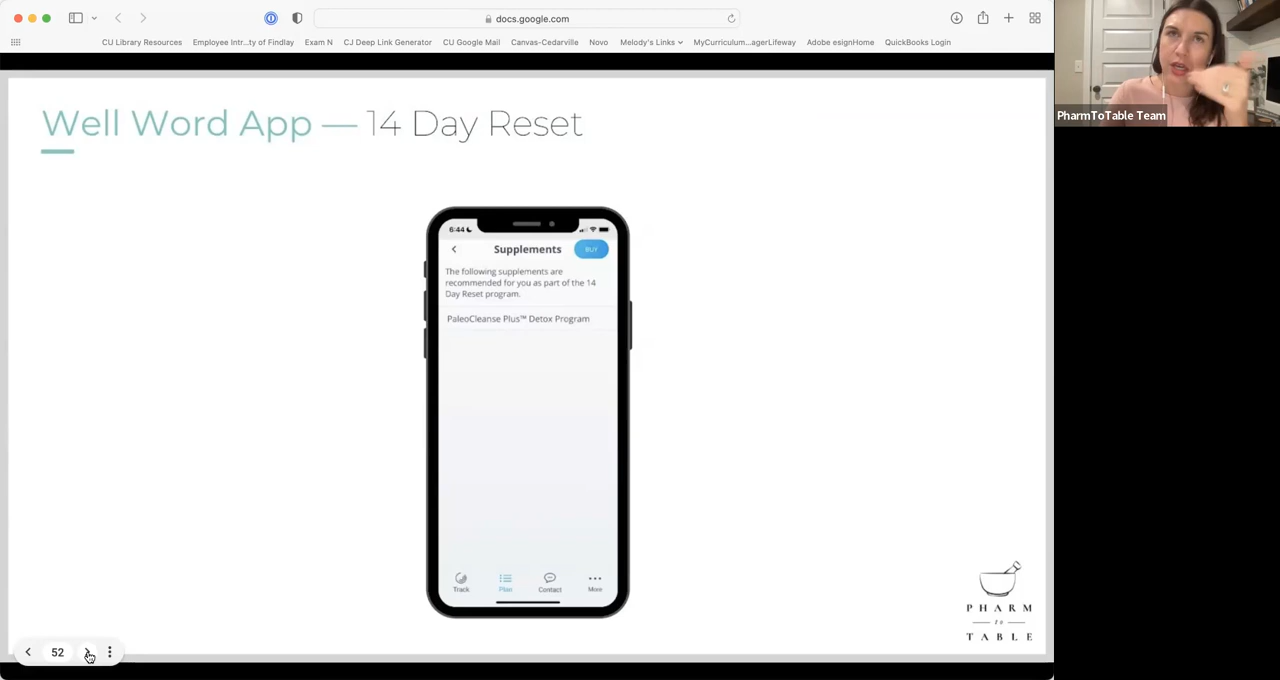 docs.google.com
CU Library Resources
Employee Intr...ty of Findlay
Exam N
CJ Deep Link Generator
CU Google Mail
Canvas-Cedarville
Novo
Melody's Links
MyCurriculum...agerLifeway
Adobe esignHome
QuickBooks Login
PharmToTable Team
Well Word App — 14 Day Reset
6:44
Supplements
BUY
The following supplements are
recommended for you as part of the 14
Day Reset program.
PaleoCleanse Plus™ Detox Program
Track
Plan
Contact
More
PHARM
to
TABLE
52